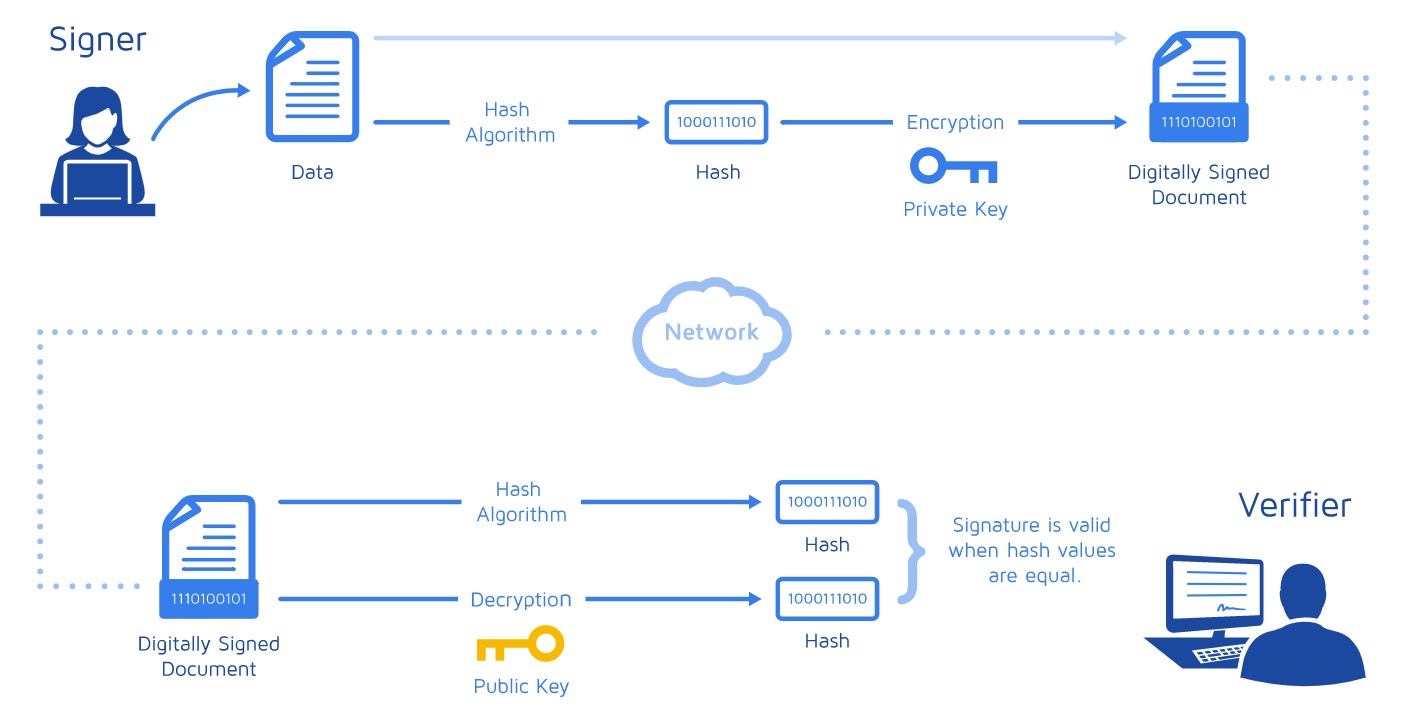 Signer
Hash
Algorithm
1000111010
Encryption
1110100101
Data
Hash
Digitally Signed
Document
Private Key
Network
Hash
Algorithm
1000111010
Hash
Signature is valid
when hash values
are equal.
Verifier
1110100101
Decryption
1000111010
Hash
Digitally Signed
Document
Public Key